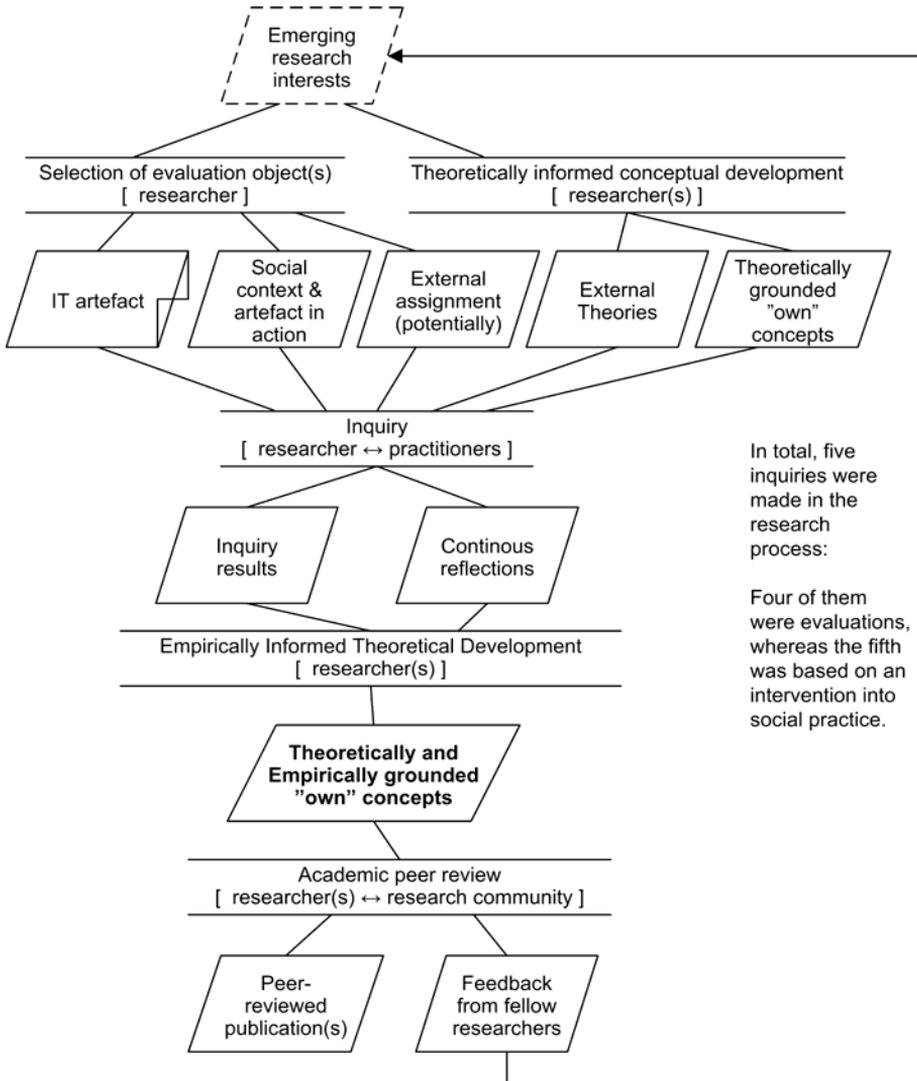 Emerging
research
interests
Selection of evaluation object(s)
[ researcher ]
Theoretically informed conceptual development
[ researcher(s) ]
IT artefact
Social
context &
artefact in
action
External
assignment
(potentially)
External
Theories
Theoretically
grounded
”own”
concepts
Inquiry
[ researcher ↔ practitioners ]
In total, five
inquiries were
made in the
research
process:
Four of them
were evaluations,
whereas the fifth
was based on an
intervention into
social practice.
Inquiry
results
Continous
reflections
Empirically Informed Theoretical Development
[ researcher(s) ]
Theoretically and
Empirically grounded
”own” concepts
Academic peer review
[ researcher(s) ↔ research community ]
Peer-
reviewed
publication(s)
Feedback
from fellow
researchers